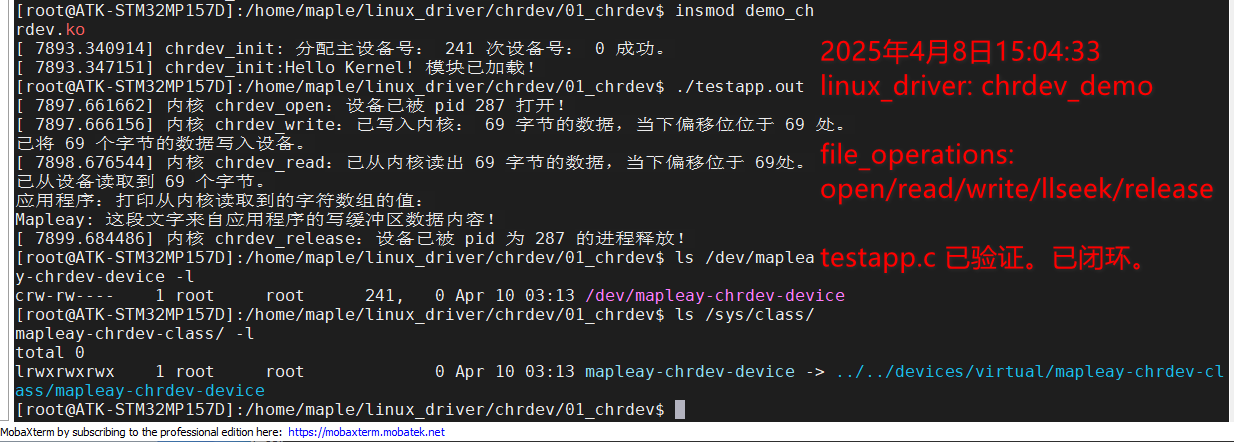 [root@ATK-STM32MP157D]:/home/maple/linux_driver/chrdev/01_chrdev$ insmod demo_ch
rdev.ko
[ 7893.340914] chrdev_init: 分配主设备号： 241 次设备号： 0 成功。
[ 7893.347151] chrdev_init:Hello Kernel! 模块已加载！
[root@ATK-STM32MP157D]:/home/maple/linux_driver/chrdev/01_chrdev$ ./testapp.out
[ 7897.661662] 内核 chrdev_open：设备已被 pid 287 打开！
[ 7897.666156] 内核 chrdev_write：已写入内核： 69 字节的数据，当下偏移位位于 69 处。
已将 69 个字节的数据写入设备。
[ 7898.676544] 内核 chrdev_read：已从内核读出 69 字节的数据，当下偏移位于 69处。
已从设备读取到 69 个字节。
应用程序：打印从内核读取到的字符数组的值：
Mapleay: 这段文字来自应用程序的写缓冲区数据内容！
[ 7899.684486] 内核 chrdev_release：设备已被 pid 为 287 的进程释放！
[root@ATK-STM32MP157D]:/home/maple/linux_driver/chrdev/01_chrdev$ ls /dev/maplea
y-chrdev-device -l
crw-rw---- 1 root root 241, 0 Apr 10 03:13 /dev/mapleay-chrdev-device
[root@ATK-STM32MP157D]:/home/maple/linux_driver/chrdev/01_chrdev$ ls /sys/class/
mapleay-chrdev-class/ -l
total 0
lrwxrwxrwx 1 root root 0 Apr 10 03:13 mapleay-chrdev-device -> ../../devices/virtual/mapleay-chrdev-cl
ass/mapleay-chrdev-device
[root@ATK-STM32MP157D]:/home/maple/linux_driver/chrdev/01_chrdev$
2025年4月8日15:04:33
linux_driver: chrdev_demo
file_operations:
open/read/write/llseek/release
testapp.c 已验证。已闭环。
MobaXterm by subscribing to the professional edition here: https://mobaxterm.mobatek.net